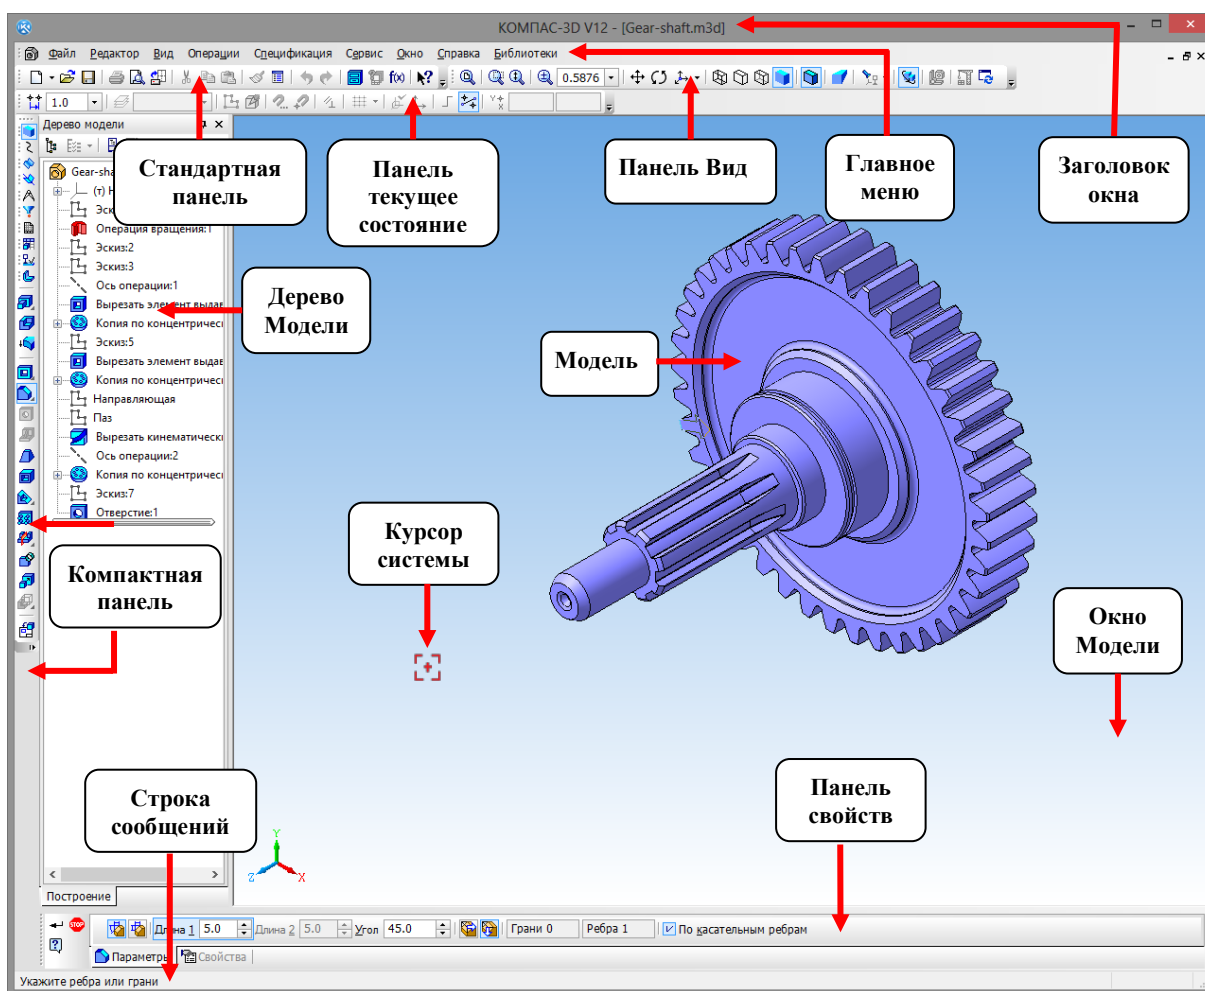 КОМПАС-3D V12 - [Gear-shaft.m3d]
Файл Редактор Вид Операции Спецификация Сервис Окно Справка Библиотеки
0.5876
1.0
Дерево модели
Стандартная
панель
Панель
текущее
состояние
Панель Вид
Главное
меню
Заголовок
окна
Gear-sha
(т) Н
Эск
Операция вращения:1
Эскиз:2
Эскиз:3
Ось операции:1
Вырезать элемент выдав
Копия по концентричес
Эскиз:5
Вырезать элемент выдав
Копия по концентричес
Направляющая
Паз
Вырезать кинематически
Ось операции:2
Копия по концентричес
Эскиз:7
Отверстие:1
Дерево
Модели
Модель
Курсор
системы
Компактная
панель
Окно
Модели
Строка
сообщений
Панель
свойств
Y
Z X
Построение
STOP
Длина 1 5.0 Длина 2 5.0 Угол 45.0 Грани 0 Ребра 1 По касательным ребрам
Параметры Свойства
Укажите ребра или грани